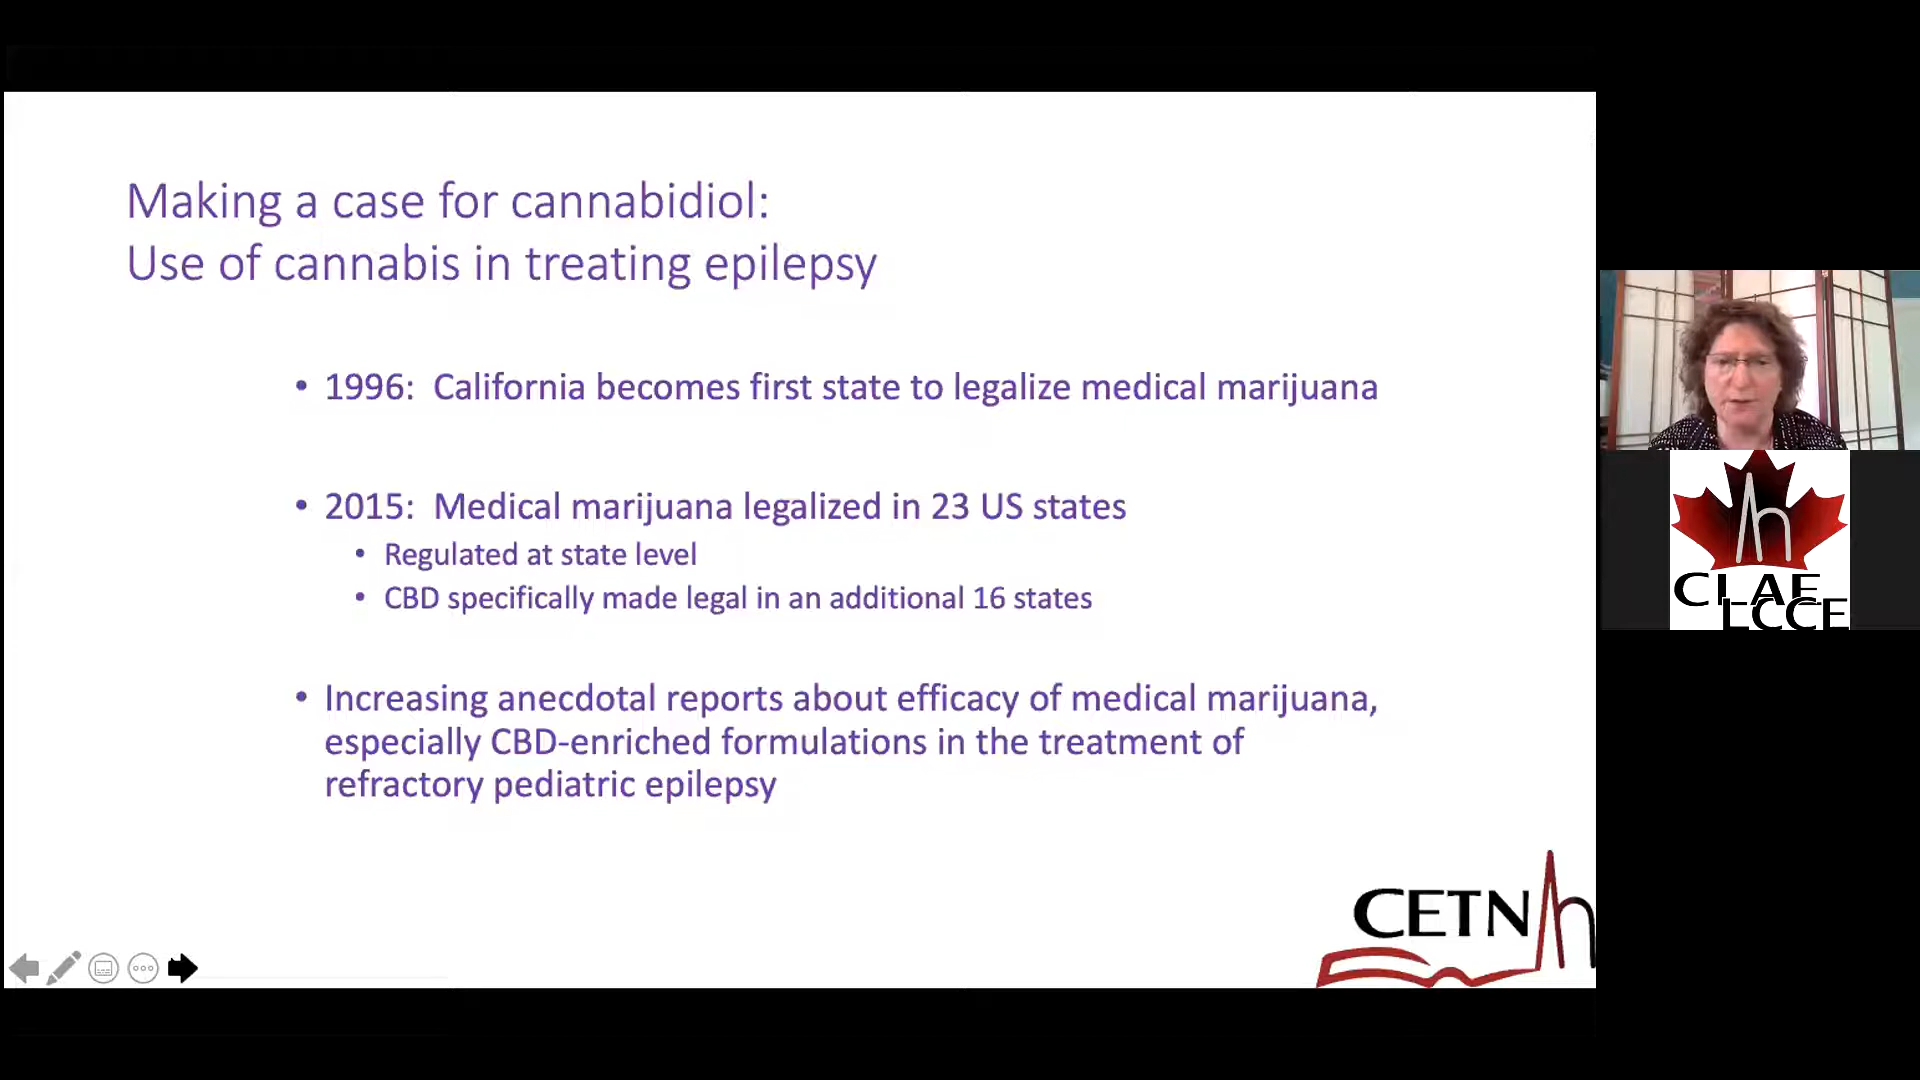 Making a case for cannabidiol:
Use of cannabis in treating epilepsy
• 1996: California becomes first state to legalize medical marijuana
• 2015: Medical marijuana legalized in 23 US states
• Regulated at state level
• CBD specifically made legal in an additional 16 states
• Increasing anecdotal reports about efficacy of medical marijuana,
especially CBD-enriched formulations in the treatment of
refractory pediatric epilepsy
CETN
CLAE
LCCE